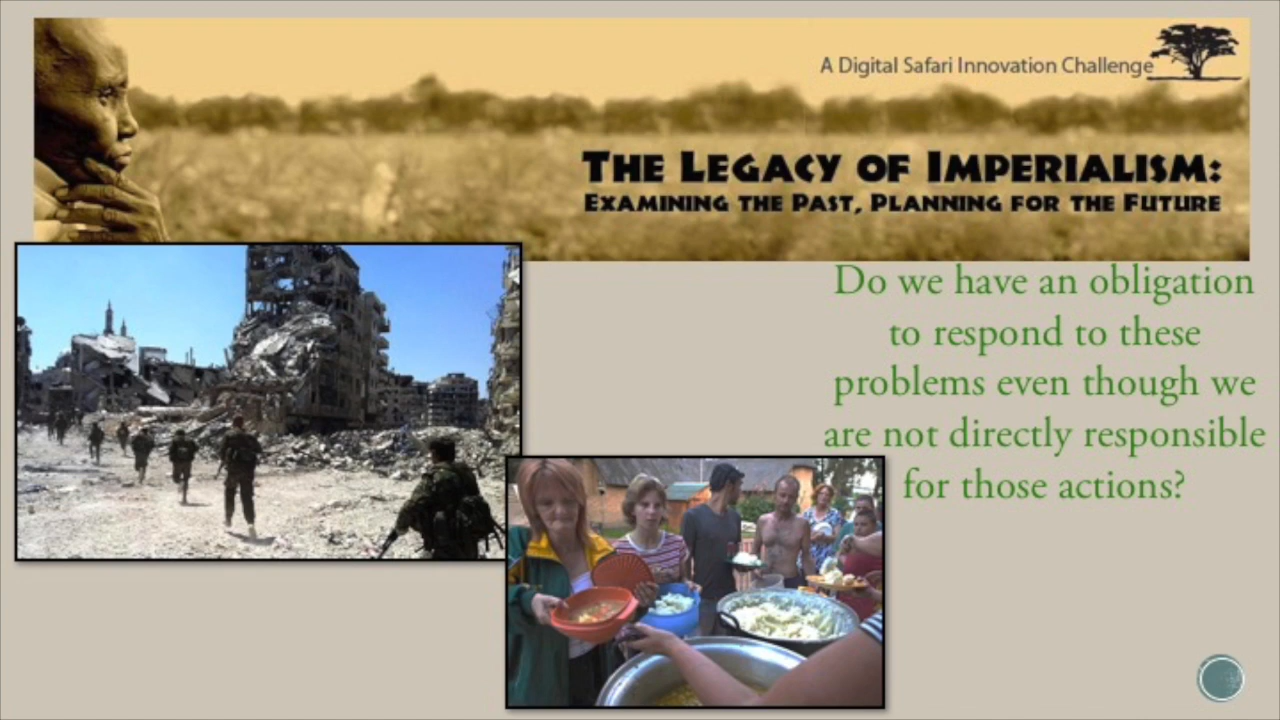 A Digital Safari Innovation Challenge
THE LEGACY OF IMPERIALISM:
EXAMINING THE PAST, PLANNING FOR THE FUTURE
Do we have an obligation
to respond to these
problems even though we
are not directly responsible
for those actions?